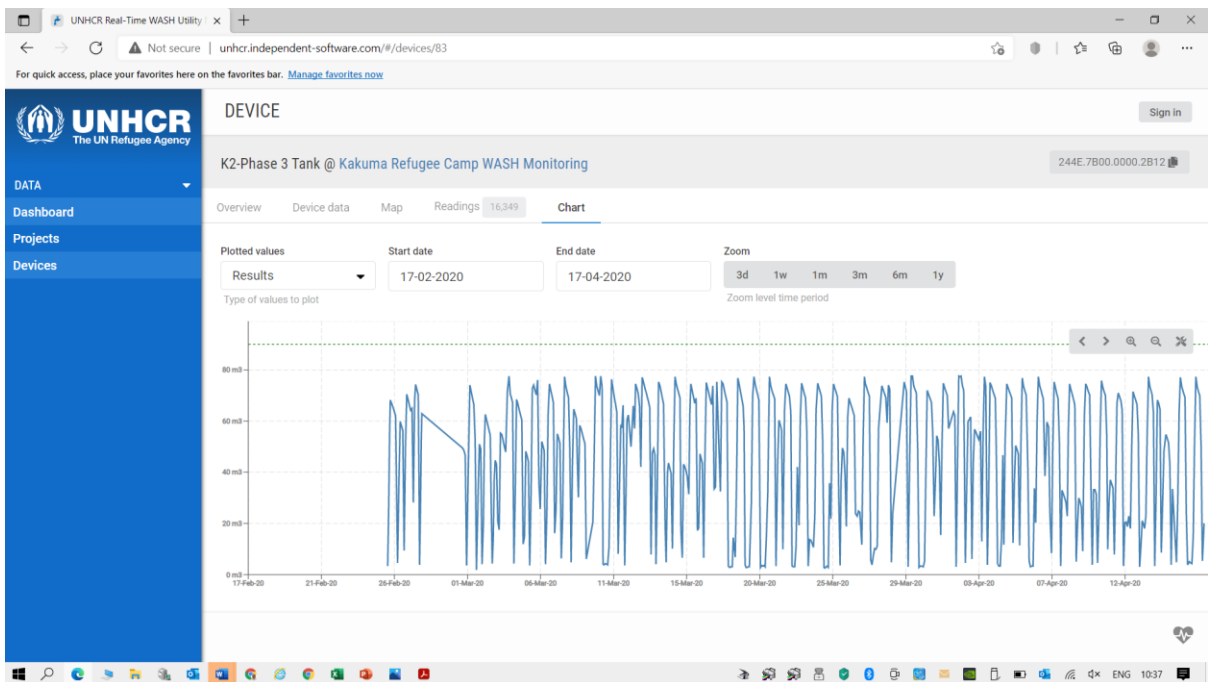 UNHCR Real-Time WASH Utility
Not secure | unhcr.independent-software.com/#/devices/83
For quick access, place your favorites here on the favorites bar. Manage favorites now
UNHCR
The UN Refugee Agency
DEVICE
Sign in
K2-Phase 3 Tank @ Kakuma Refugee Camp WASH Monitoring
244E.7B00.0000.2B12
DATA
Dashboard
Projects
Devices
Overview Device data Map Readings 16,349 Chart
Plotted values Start date End date Zoom
Results 17-02-2020 17-04-2020 3d 1w 1m 3m 6m 1y
Type of values to plot Zoom level time period
80 m3
60 m3
40 m3
20 m3
0 m3
17-Feb-20 21-Feb-20 26-Feb-20 01-Mar-20 06-Mar-20 11-Mar-20 15-Mar-20 20-Mar-20 25-Mar-20 29-Mar-20 03-Apr-20 07-Apr-20 12-Apr-20
ENG 10:37